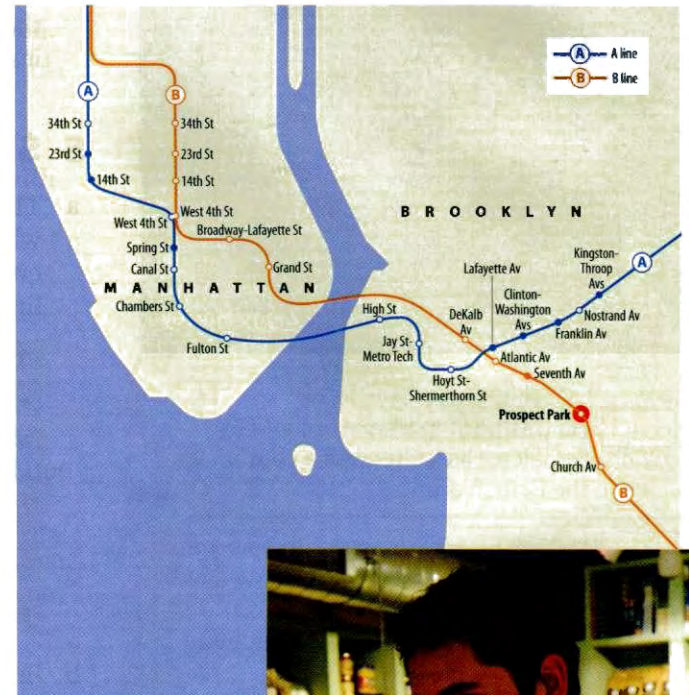 A
A line
B
B line
A
B
34th St
34th St
23rd St
23rd St
14th St
14th St
West 4th St
West 4th St
BROOKLYN
Broadway-Lafayette St
Spring St
Lafayette Av
Kingston-
Throop
Avs
A
Canal St
Grand St
Clinton-
Washington
Avs
MANHATTAN
Chambers St
High St
DeKalb
Av
Nostrand Av
Franklin Av
Fulton St
Jay St-
Metro Tech
Atlantic Av
Seventh Av
Hoyt St-
Shermerthorn St
Prospect Park
Church Av
B